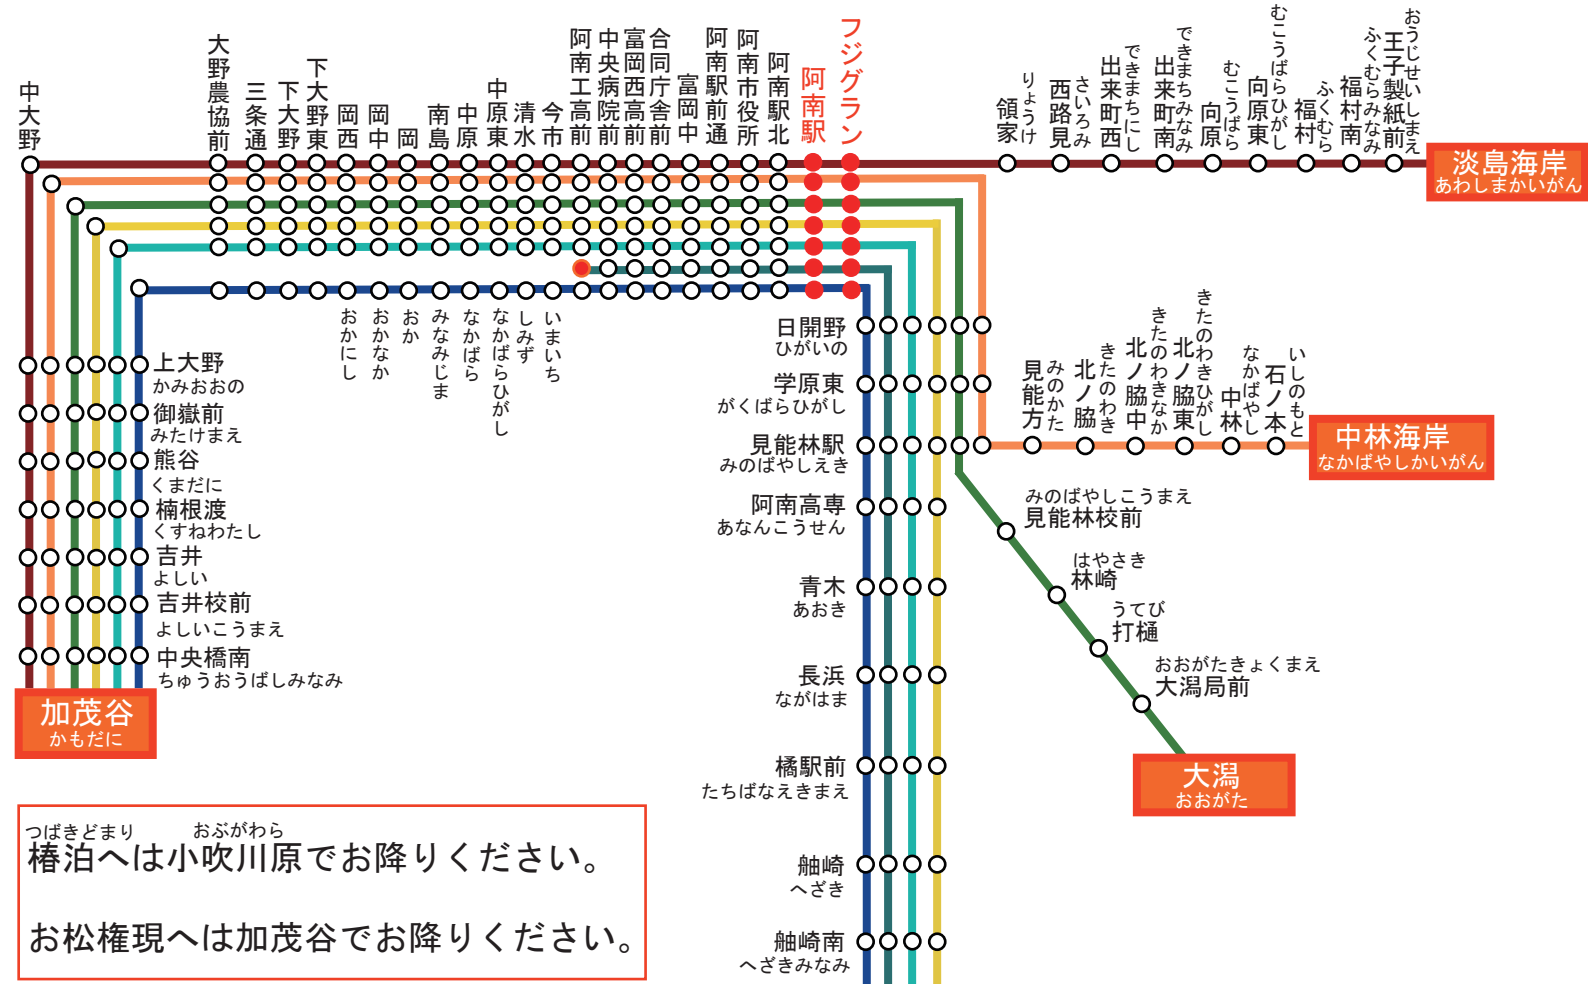 中大野
大野農協前
三条通
下大野
下大野東
岡西
岡中
岡
南島
中原
中原東
清水
今市
阿南工高前
中央病院前
富岡西高前
合同庁舎前
富岡中
阿南駅前通
阿南市役所
阿南駅北
阿南駅
フジグラン
領家
りょうけ
西路見
さいろみ
出来町西
できまちにし
出来町南
できまちみなみ
向原
むこうばら
向原東
むこうばらひがし
福村
ふくむら
福村南
ふくむらみなみ
王子製紙前
おうじせいしまえ
淡島海岸
あわしまかいがん
おかにし
おかなか
おか
みなみじま
なかばら
なかばらひがし
しみず
いまいち
上大野
かみおおの
御嶽前
みたけまえ
熊谷
くまだに
楠根渡
くすねわたし
吉井
よしい
吉井校前
よしいこうまえ
中央橋南
ちゅうおうばしみなみ
加茂谷
かもだに
日開野
ひがいの
学原東
がくばらひがし
見能林駅
みのばやしえき
阿南高専
あなんこうせん
青木
あおき
長浜
ながはま
橘駅前
たちばなえきまえ
舳崎
へざき
舳崎南
へざきみなみ
見能方
みのかた
北ノ脇
きたのわき
北ノ脇中
きたのわきなか
北ノ脇東
きたのわきひがし
中林
なかばやし
石ノ本
いしのもと
中林海岸
なかばやしかいがん
みのばやしこうまえ
見能林校前
はやさき
林崎
うてび
打樋
おおがたきょくまえ
大潟局前
大潟
おおがた
つばきどまり おぶがわら
椿泊へは小吹川原でお降りください。
お松権現へは加茂谷でお降りください。